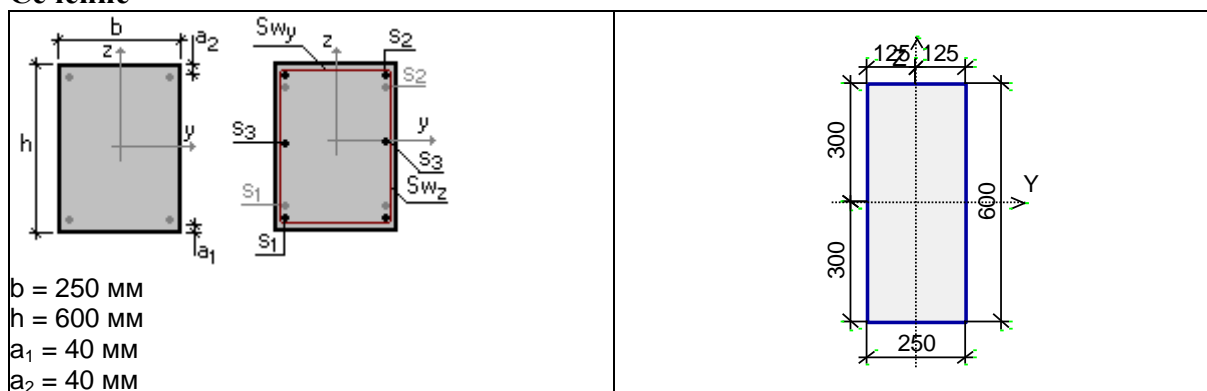 b
a2
z
h
y
a1
Swy
s2
z
s2
s3
y
s3
s1
Swz
s1
b = 250 мм
h = 600 мм
a1 = 40 мм
a2 = 40 мм
125
125
Z
300
Y
600
300
250